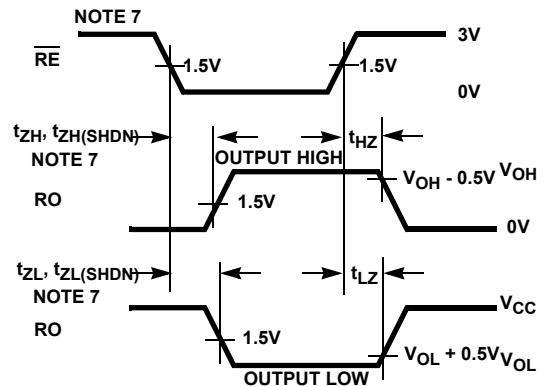 NOTE 7
3V
RE
1.5V
1.5V
0V
tZH, tZH(SHDN)
NOTE 7
tHZ
OUTPUT HIGH
VOH
VOH - 0.5V
RO
1.5V
0V
tZL, tZL(SHDN)
NOTE 7
tLZ
VCC
RO
1.5V
VOL + 0.5V
VOL
OUTPUT LOW